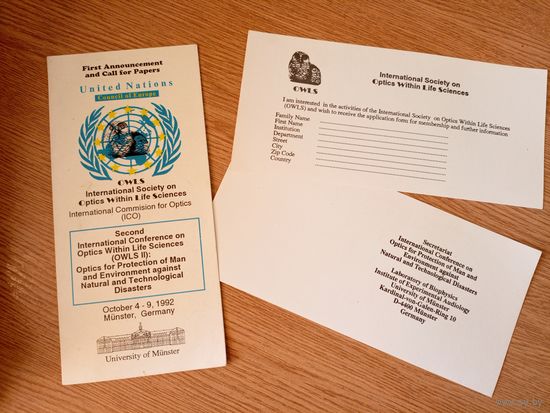 First Announcement
and Call for Papers
United Nations
Council of Europe
OWLS
International Society on
Optics Within Life Sciences
International Commision for Optics
(ICO)
Second
International Conference on
Optics Within Life Sciences
(OWLS II):
Optics for Protection of Man
and Environment against
Natural and Technological
Disasters
October 4 - 9, 1992
Münster, Germany
University of Münster
OWLS
International Society on
Optics Within Life Sciences
I am interested in the activities of the International Society on Optics Within Life Sciences
(OWLS) and wish to receive the application form for membership and further information
Family Name
First Name
Institution
Department
Street
City
Zip Code
Country
Secretariat
International Conference on
Optics for Protection of Man and
Environment against
Natural and Technological Disasters
Laboratory of Biophysics
Institute of Experimental Audiology
University of Münster
Kardinal-von-Galen-Ring 10
D-4400 Münster
Germany